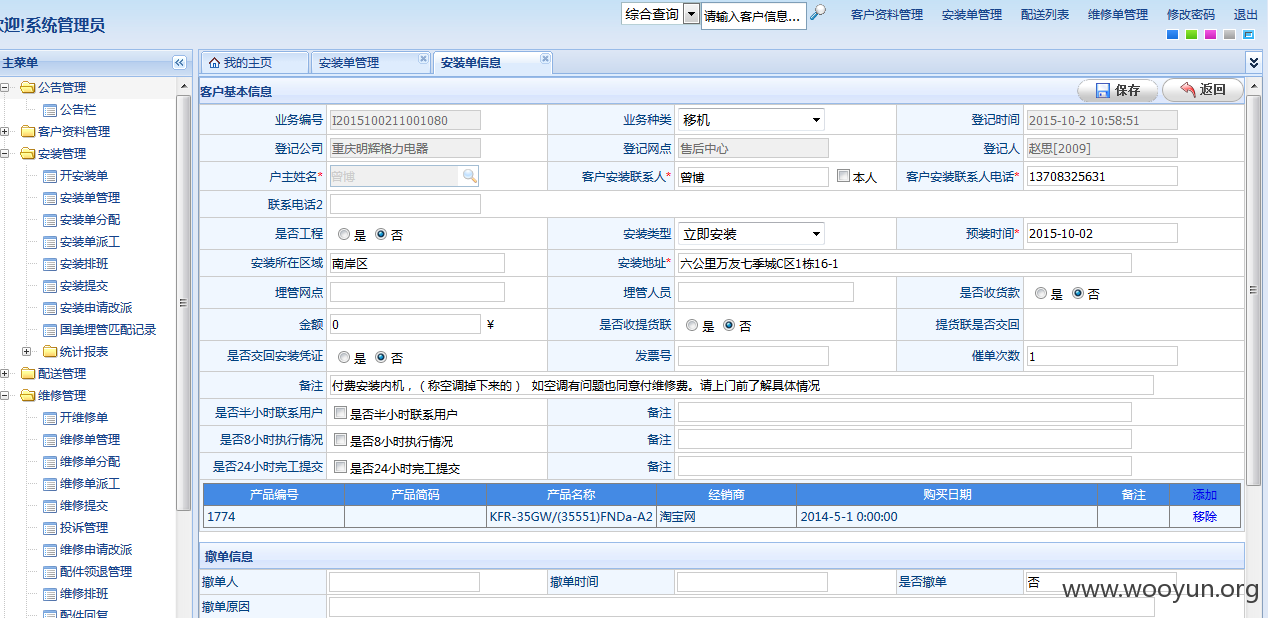 欢迎!系统管理员
综合查询 请输入客户信息... 客户资料管理 安装单管理 配送列表 维修单管理 修改密码 退出
主菜单
我的主页 安装单管理 安装单信息
公告管理
公告栏
客户资料管理
安装管理
开安装单
安装单管理
安装单分配
安装单派工
安装排班
安装提交
安装申请改派
国美埋管匹配记录
统计报表
配送管理
维修管理
开维修单
维修单管理
维修单分配
维修单派工
维修提交
投诉管理
维修申请改派
配件领退管理
维修排班
配件回复
客户基本信息 保存 返回
业务编号 I2015100211001080 业务种类 移机 登记时间 2015-10-2 10:58:51
登记公司 重庆明辉格力电器 登记网点 售后中心 登记人 赵思[2009]
户主姓名* 曾博 客户安装联系人* 曾博 本人 客户安装联系人电话* 13708325631
联系电话2
是否工程 是 否 安装类型 立即安装 预装时间* 2015-10-02
安装所在区域 南岸区 安装地址* 六公里万友七季城C区1栋16-1
埋管网点 埋管人员 是否收货款 是 否
金额 0 ¥ 是否收提货联 是 否 提货联是否交回
是否交回安装凭证 是 否 发票号 催单次数 1
备注 付费安装内机，（称空调掉下来的） 如空调有问题也同意付维修费。请上门前了解具体情况
是否半小时联系用户 是否半小时联系用户 备注
是否8小时执行情况 是否8小时执行情况 备注
是否24小时完工提交 是否24小时完工提交 备注
产品编号 产品简码 产品名称 经销商 购买日期 备注 添加
1774 KFR-35GW/(35551)FNDa-A2 淘宝网 2014-5-1 0:00:00 移除
撤单信息
撤单人 撤单时间 是否撤单 否
撤单原因
www.wooyun.org